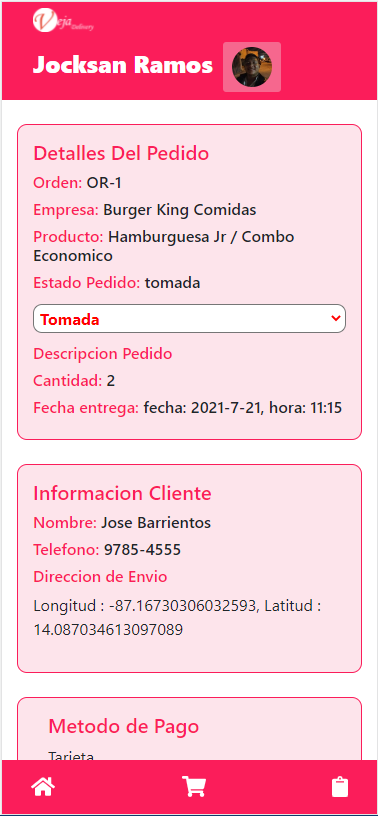 Veja
Delivery
Jocksan Ramos
Detalles Del Pedido
Orden: OR-1
Empresa: Burger King Comidas
Producto: Hamburguesa Jr / Combo
Economico
Estado Pedido: tomada
Tomada
Descripcion Pedido
Cantidad: 2
Fecha entrega: fecha: 2021-7-21, hora: 11:15
Informacion Cliente
Nombre: Jose Barrientos
Telefono: 9785-4555
Direccion de Envio
Longitud : -87.16730306032593, Latitud :
14.087034613097089
Metodo de Pago
Tarjeta